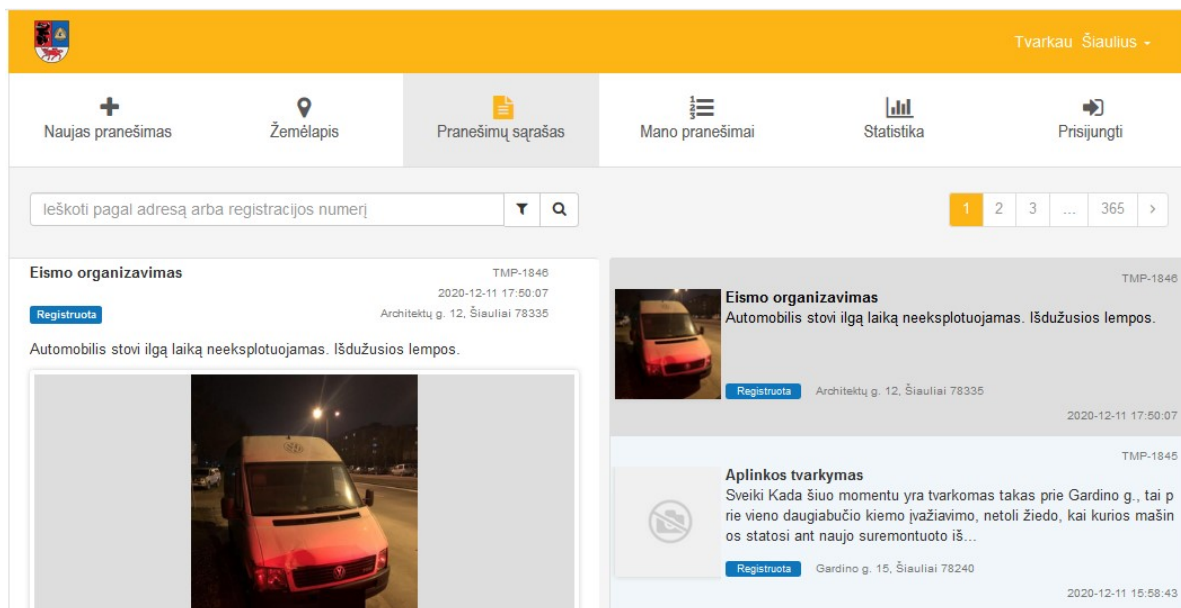 Tvarkau Šiaulius
Naujas pranešimas
Žemėlapis
Pranešimų sąrašas
Mano pranešimai
Statistika
Prisijungti
Ieškoti pagal adresą arba registracijos numerį
1 2 3 ... 365 >
Eismo organizavimas
TMP-1846
2020-12-11 17:50:07
Registruota
Architektų g. 12, Šiauliai 78335
Automobilis stovi ilgą laiką neeksplotuojamas. Išdužusios lempos.
TMP-1846
Eismo organizavimas
Automobilis stovi ilgą laiką neeksplotuojamas. Išdužusios lempos.
Registruota
Architektų g. 12, Šiauliai 78335
2020-12-11 17:50:07
TMP-1845
Aplinkos tvarkymas
Sveiki Kada šiuo momentu yra tvarkomas takas prie Gardino g., tai p
rie vieno daugiabučio kiemo įvažiavimo, netoli žiedo, kai kurios mašin
os statosi ant naujo suremontuoto iš...
Registruota
Gardino g. 15, Šiauliai 78240
2020-12-11 15:58:43